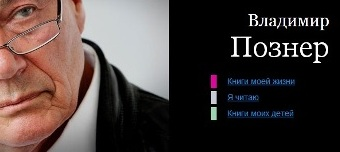 Владимир
Познер
Книги моей жизни
Я читаю
Книги моих детей